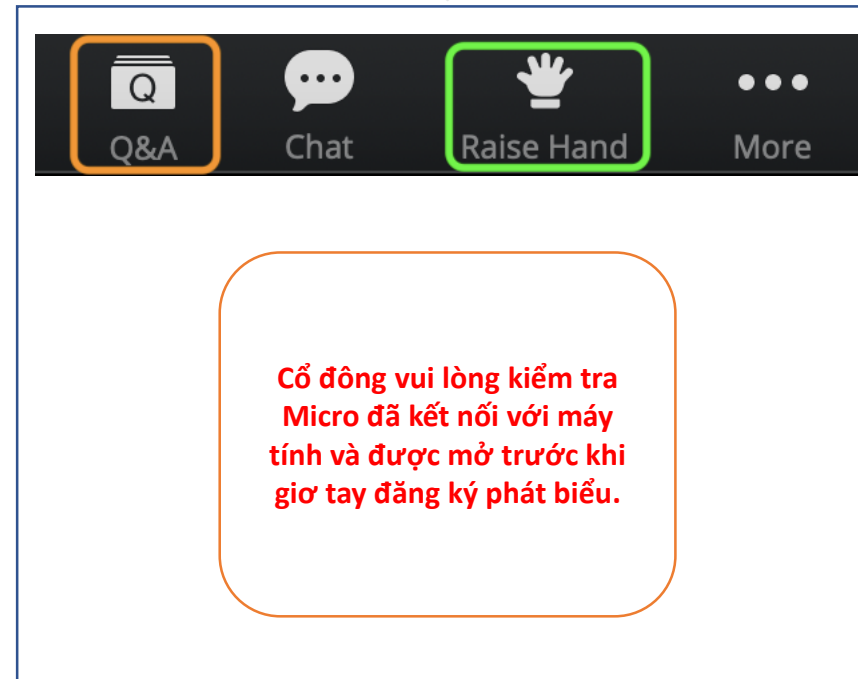 Q
Q&A
Chat
Raise Hand
More
Cổ đông vui lòng kiểm tra
Micro đã kết nối với máy
tính và được mở trước khi
giơ tay đăng ký phát biểu.